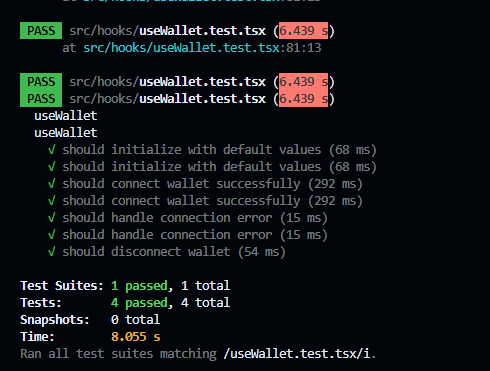 PASS src/hooks/useWallet.test.tsx (6.439 s)
at src/hooks/useWallet.test.tsx:81:13
PASS src/hooks/useWallet.test.tsx (6.439 s)
PASS src/hooks/useWallet.test.tsx (6.439 s)
useWallet
useWallet
√ should initialize with default values (68 ms)
√ should initialize with default values (68 ms)
√ should connect wallet successfully (292 ms)
√ should connect wallet successfully (292 ms)
√ should handle connection error (15 ms)
√ should handle connection error (15 ms)
√ should disconnect wallet (54 ms)
Test Suites: 1 passed, 1 total
Tests: 4 passed, 4 total
Snapshots: 0 total
Time: 8.055 s
Ran all test suites matching /useWallet.test.tsx/i.